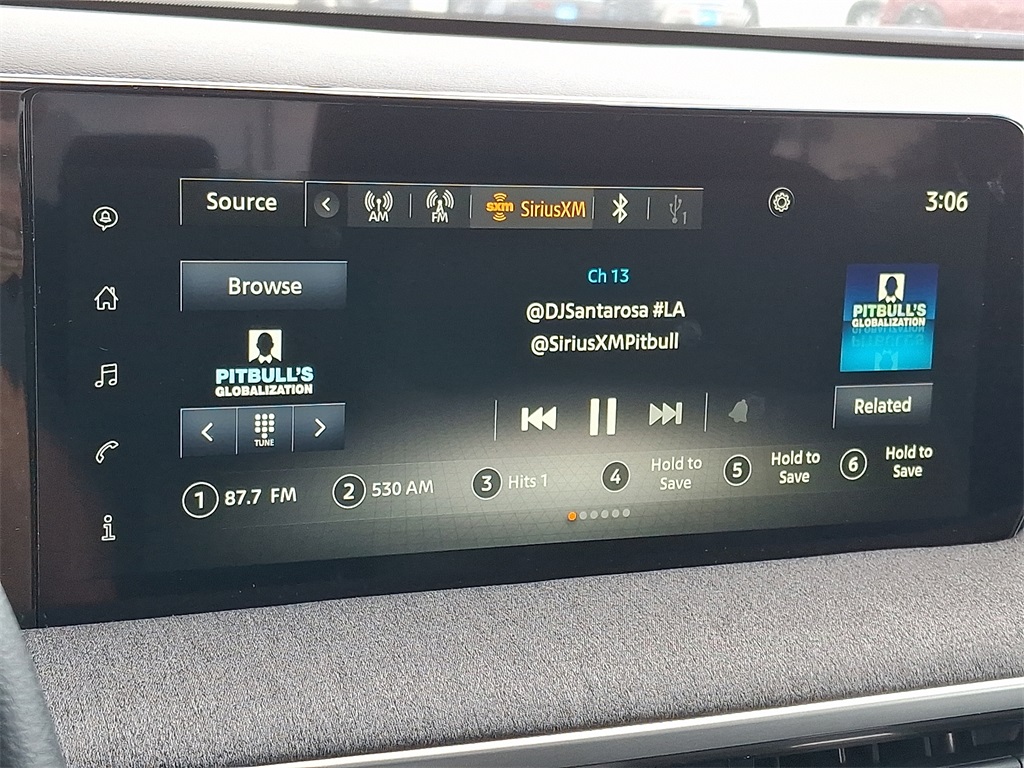 Source
AM
FM
sxm SiriusXM
1
3:06
Browse
Ch 13
@DJSantarosa #LA
@SiriusXMPitbull
PITBULL'S
GLOBALIZATION
PITBULL'S
GLOBALIZATION
TUNE
Related
1 87.7 FM
2 530 AM
3 Hits 1
4 Hold to
Save
5 Hold to
Save
6 Hold to
Save